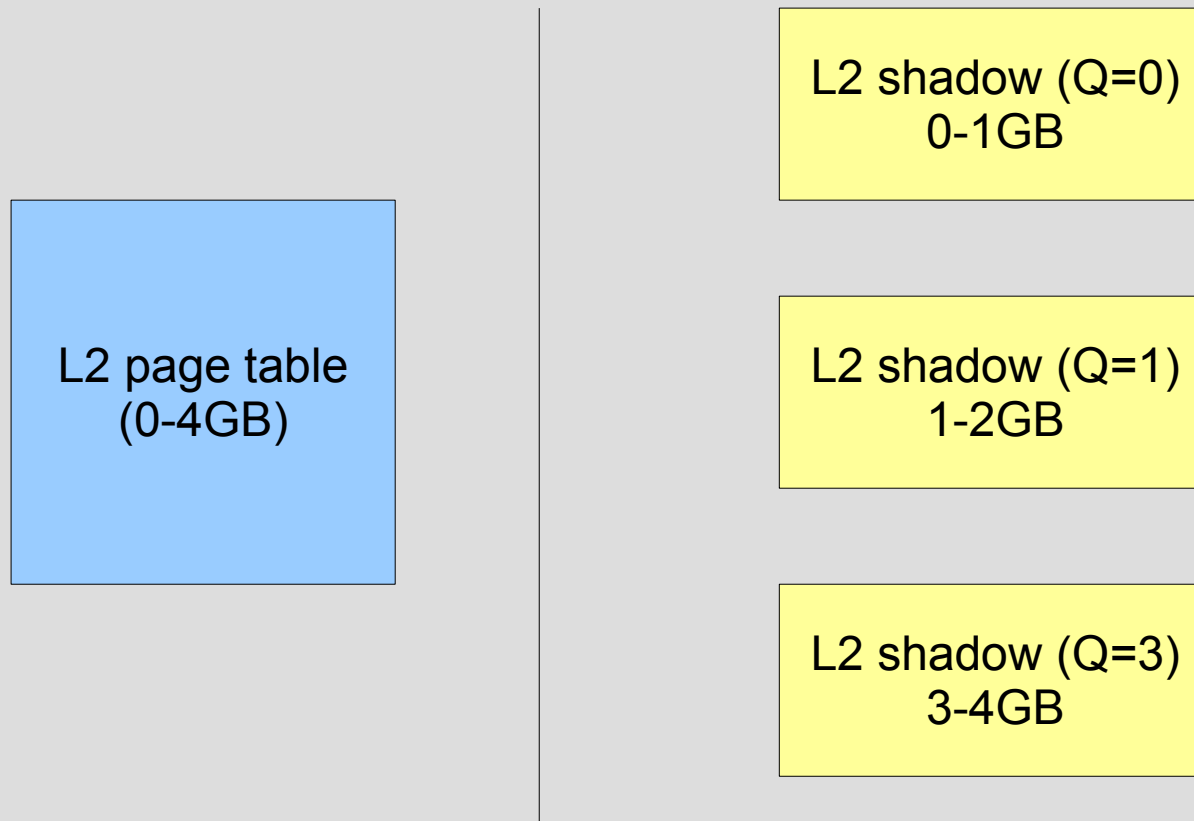 L2 page table
(0-4GB)
L2 shadow (Q=0)
0-1GB
L2 shadow (Q=1)
1-2GB
L2 shadow (Q=3)
3-4GB